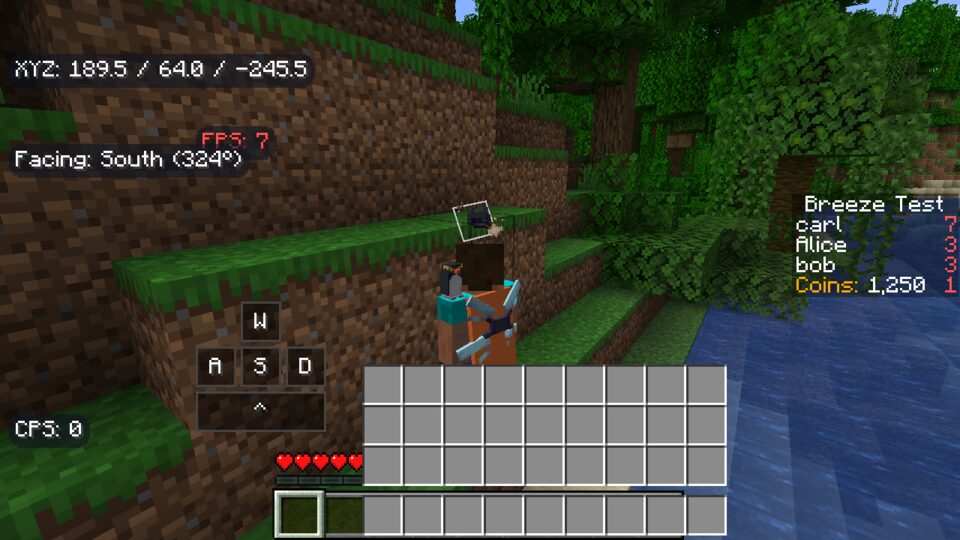 XYZ: 189.5 / 64.0 / -245.5
FPS: 7
Facing: South (324°)
Breeze Test
carl 7
Alice 3
bob 3
Coins: 1,250 1
W
A S D
^
CPS: 0